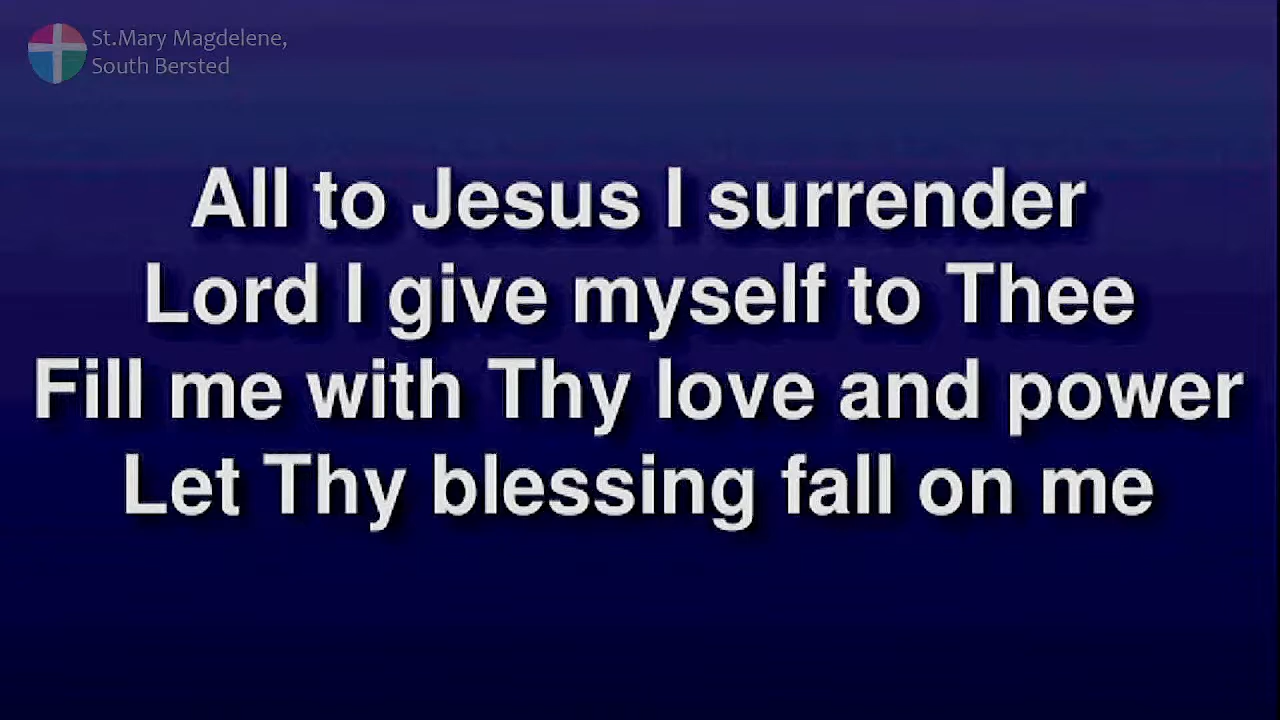 St.Mary Magdelene,
South Bersted
All to Jesus I surrender
Lord I give myself to Thee
Fill me with Thy love and power
Let Thy blessing fall on me